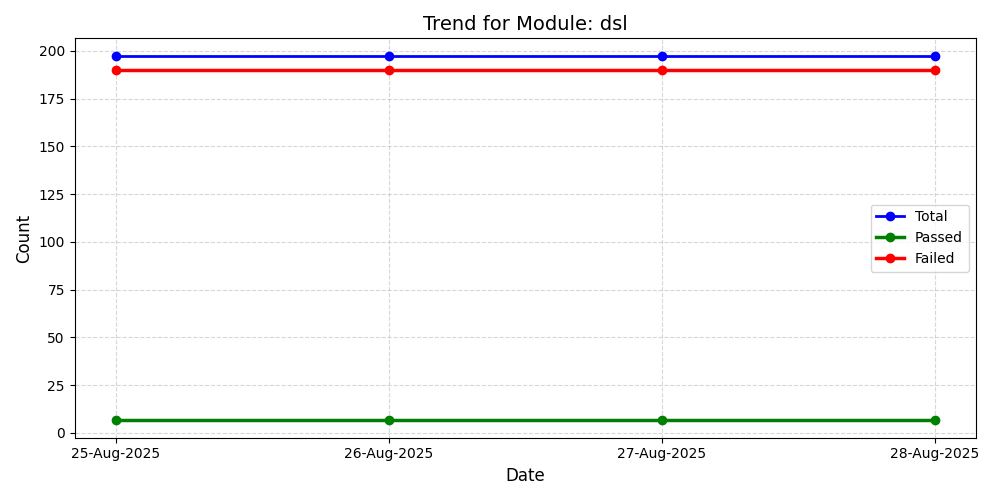 Trend for Module: dsl
200
175
150
125
100
75
50
25
0
Count
Total
Passed
Failed
25-Aug-2025 26-Aug-2025 27-Aug-2025 28-Aug-2025
Date